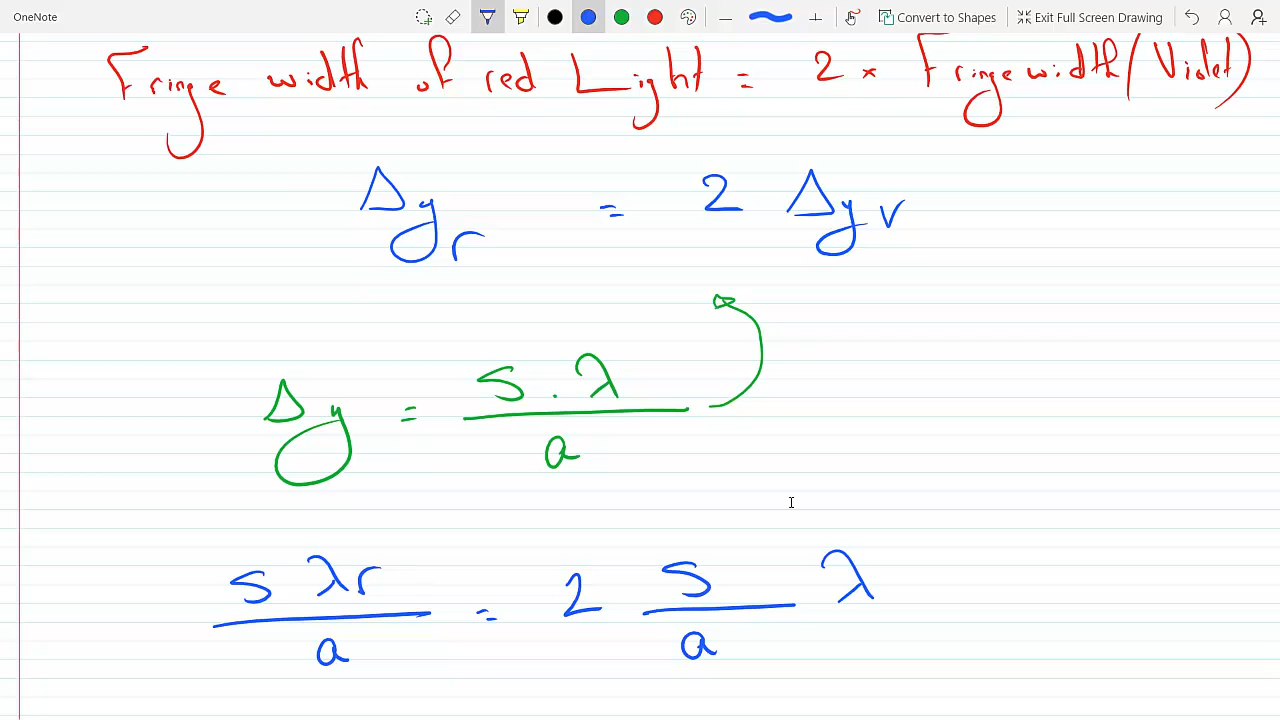 OneNote
Convert to Shapes
Exit Full Screen Drawing
Fringe width of red Light = 2 × Fringe width (Violet)
Δy r = 2 Δy v
Δy = S . λ / a
S λr / a = 2 S / a λ